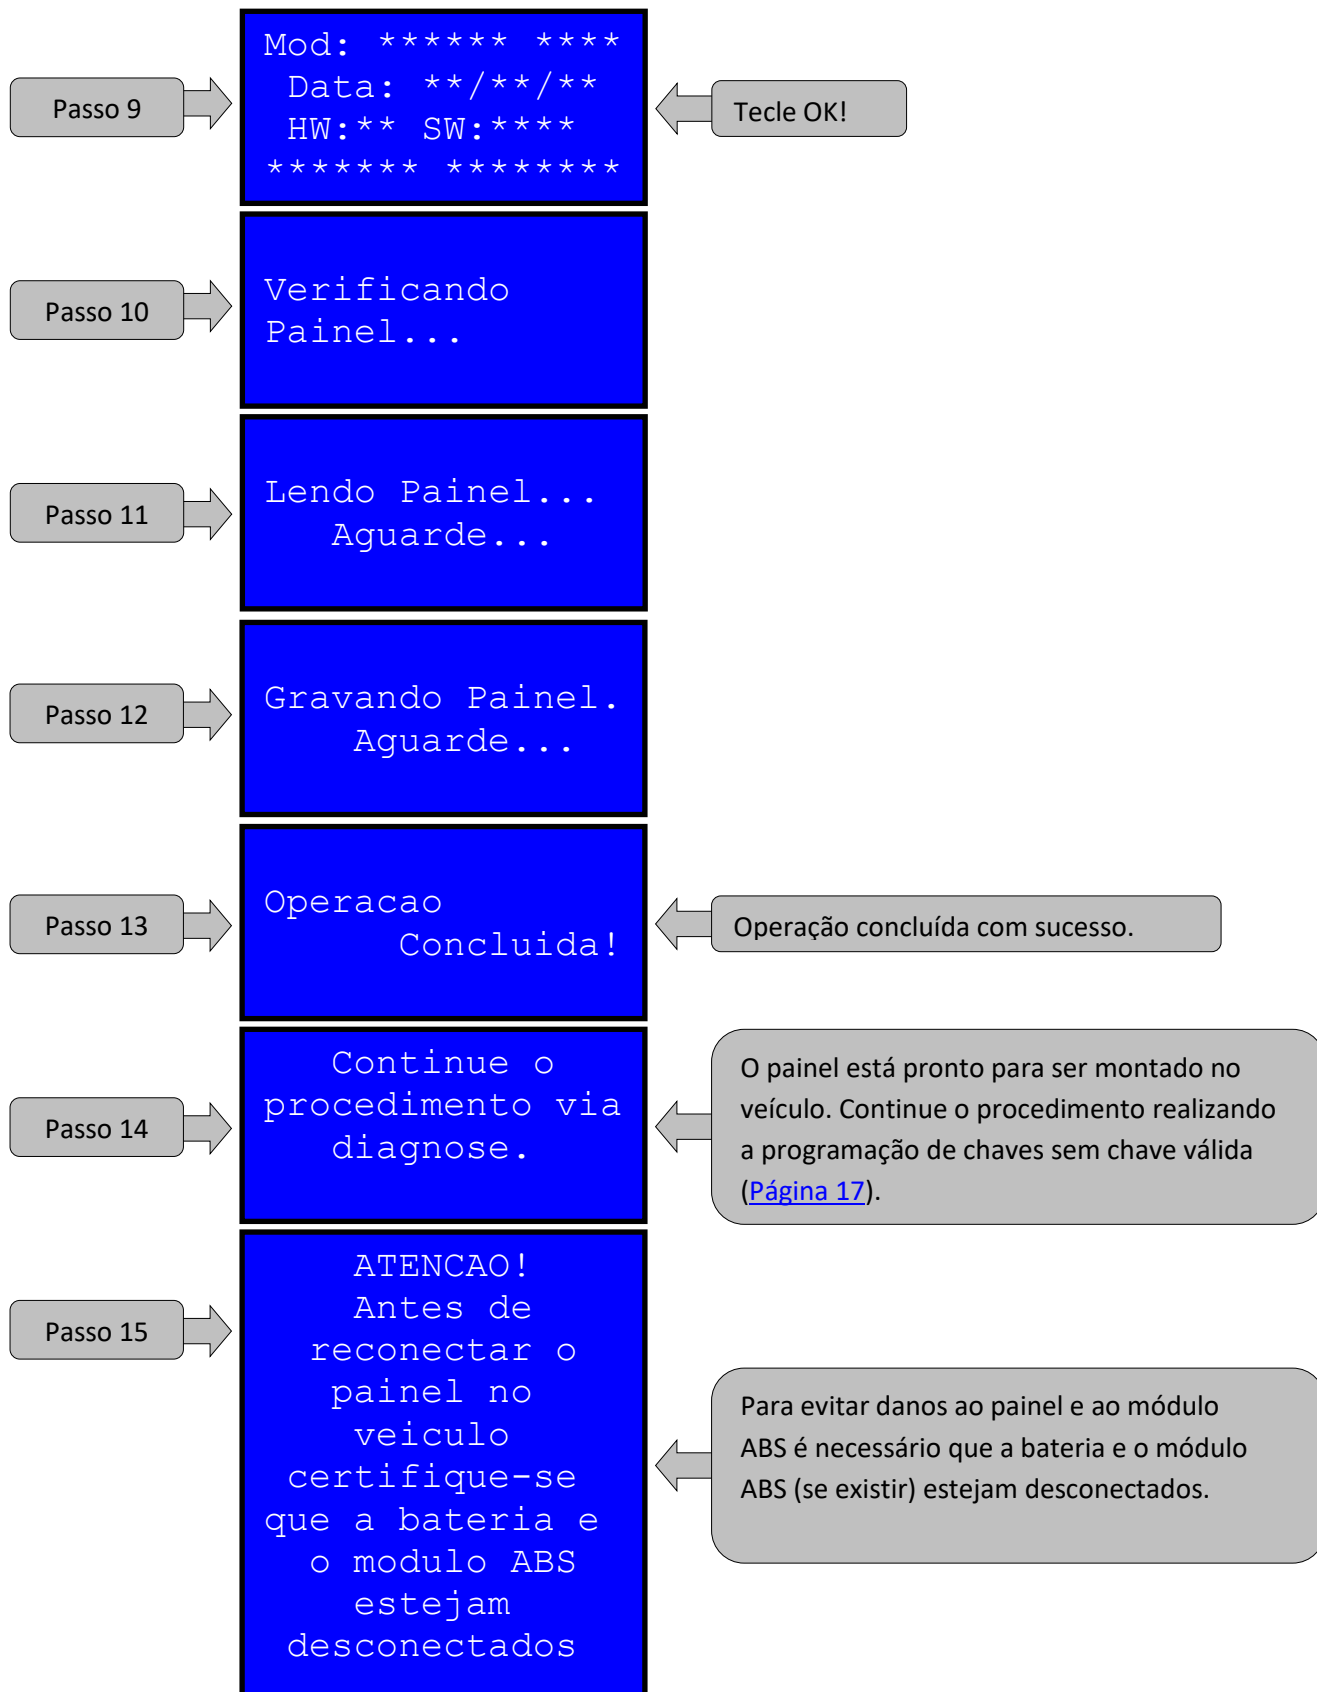 Passo 9
Mod: ****** ****
Data: **/**/**
HW:** SW:****
******* ********
Tecle OK!
Passo 10
Verificando
Painel...
Passo 11
Lendo Painel...
Aguarde...
Passo 12
Gravando Painel.
Aguarde...
Passo 13
Operacao
Concluida!
Operação concluída com sucesso.
Passo 14
Continue o
procedimento via
diagnose.
O painel está pronto para ser montado no
veículo. Continue o procedimento realizando
a programação de chaves sem chave válida
(Página 17).
Passo 15
ATENCAO!
Antes de
reconectar o
painel no
veiculo
certifique-se
que a bateria e
o modulo ABS
estejam
desconectados
Para evitar danos ao painel e ao módulo
ABS é necessário que a bateria e o módulo
ABS (se existir) estejam desconectados.